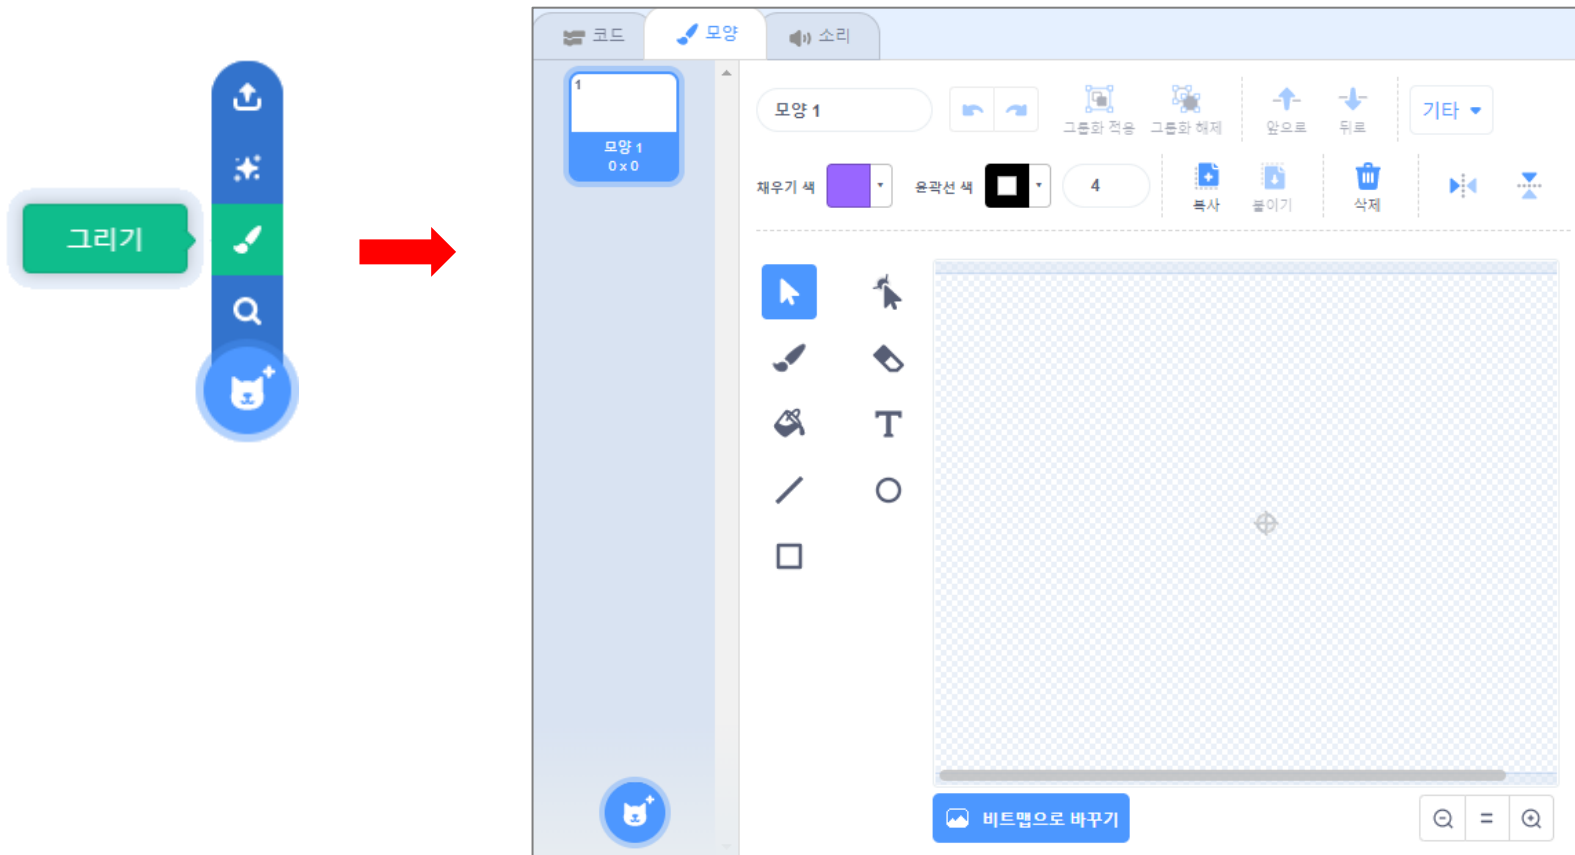 그리기
코드
모양
소리
1
모양 1
0 x 0
모양 1
그룹화 적용
그룹화 해제
앞으로
뒤로
기타
채우기 색
윤곽선 색
4
복사
붙이기
삭제
T
비트맵으로 바꾸기